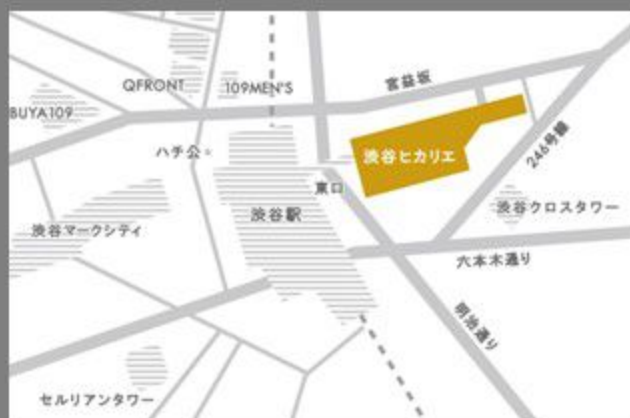 QFRONT
109MEN'S
宮益坂
BUYA109
ハチ公
渋谷ヒカリエ
246号線
東口
渋谷駅
渋谷クロスタワー
渋谷マークシティ
六本木通り
明治通り
セルリアンタワー